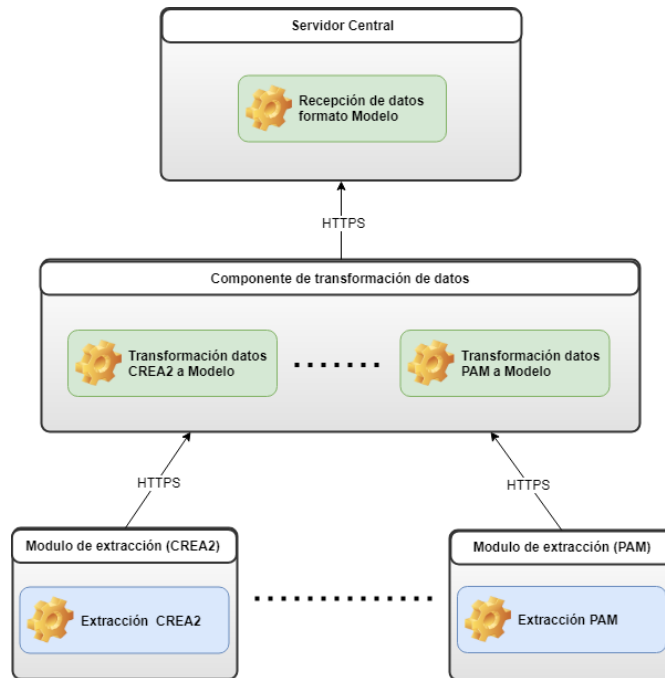 Servidor Central
Recepción de datos
formato Modelo
HTTPS
Componente de transformación de datos
Transformación datos
CREA2 a Modelo
Transformación datos
PAM a Modelo
HTTPS
HTTPS
Modulo de extracción (CREA2)
Modulo de extracción (PAM)
Extracción CREA2
Extracción PAM